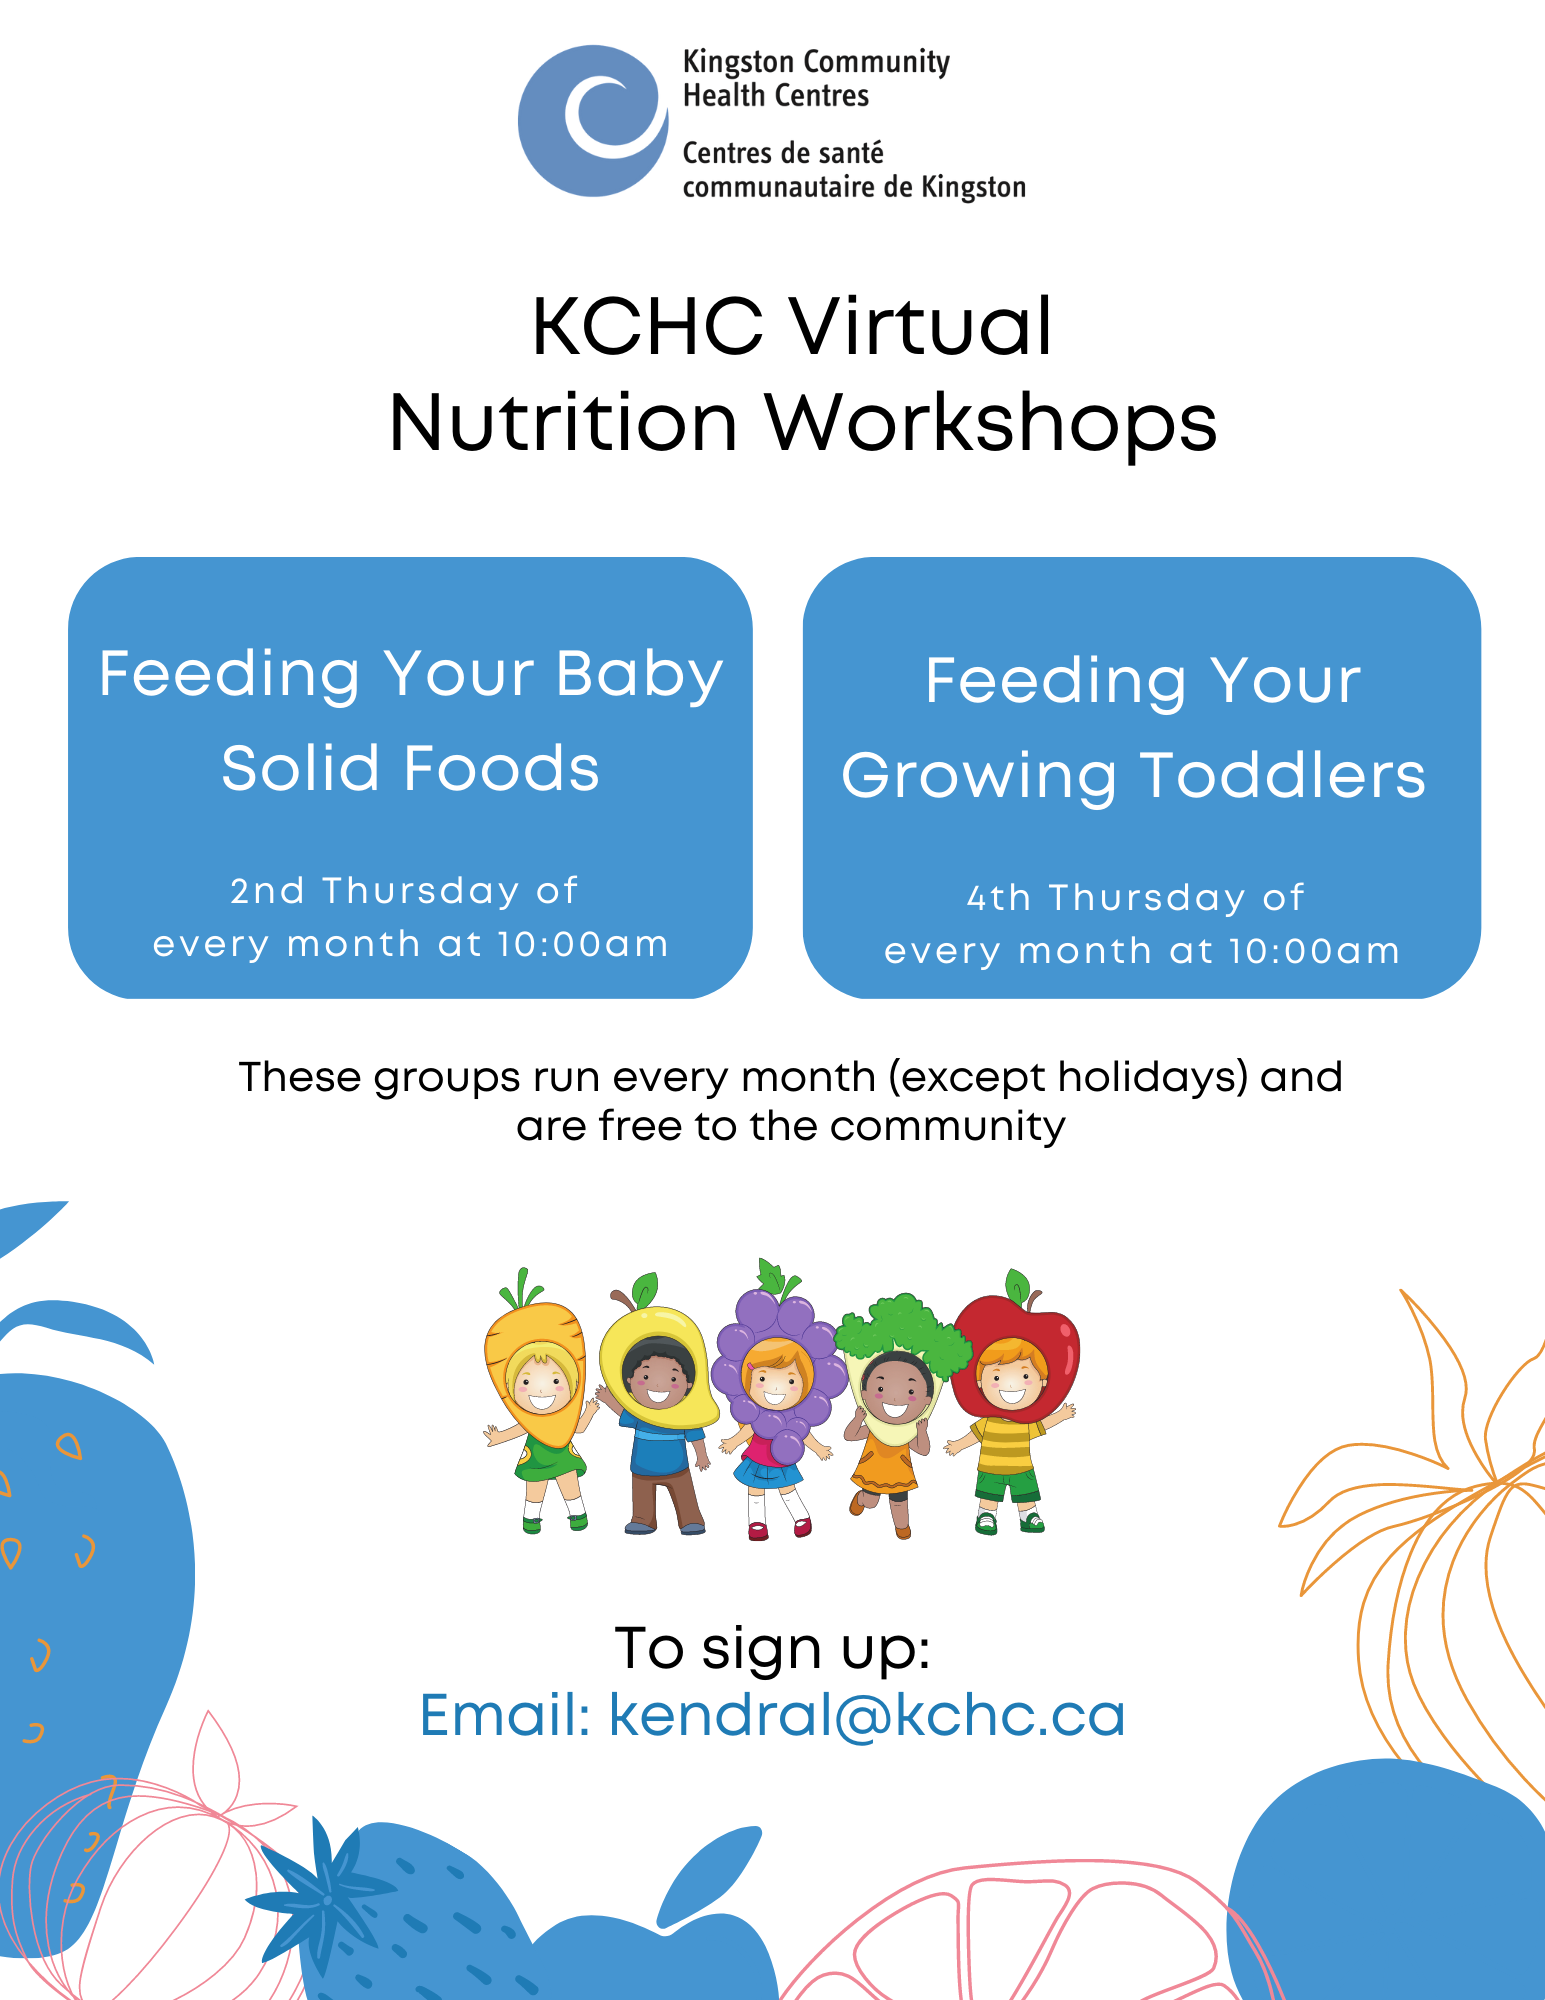 Kingston Community
Health Centres
Centres de santé
communautaire de Kingston
KCHC Virtual
Nutrition Workshops
Feeding Your Baby
Solid Foods
2nd Thursday of
every month at 10:00am
Feeding Your
Growing Toddlers
4th Thursday of
every month at 10:00am
These groups run every month (except holidays) and
are free to the community
To sign up:
Email: kendral@kchc.ca